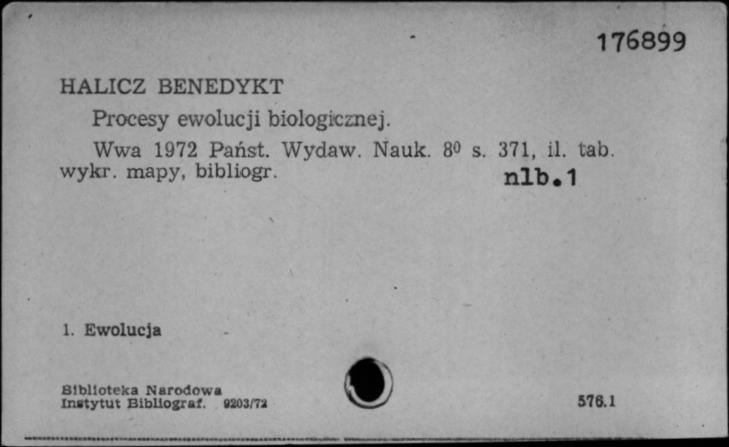 176899
HALICZ BENEDYKT
Procesy ewolucji biologicznej.
Wwa 1972 Państ. Wydaw. Nauk. 8⁰ s. 371, il. tab.
wykr. mapy, bibliogr.
nlb.1
1. Ewolucja
Biblioteka Narodowa
Instytut Bibliograf. 9203/72
576.1